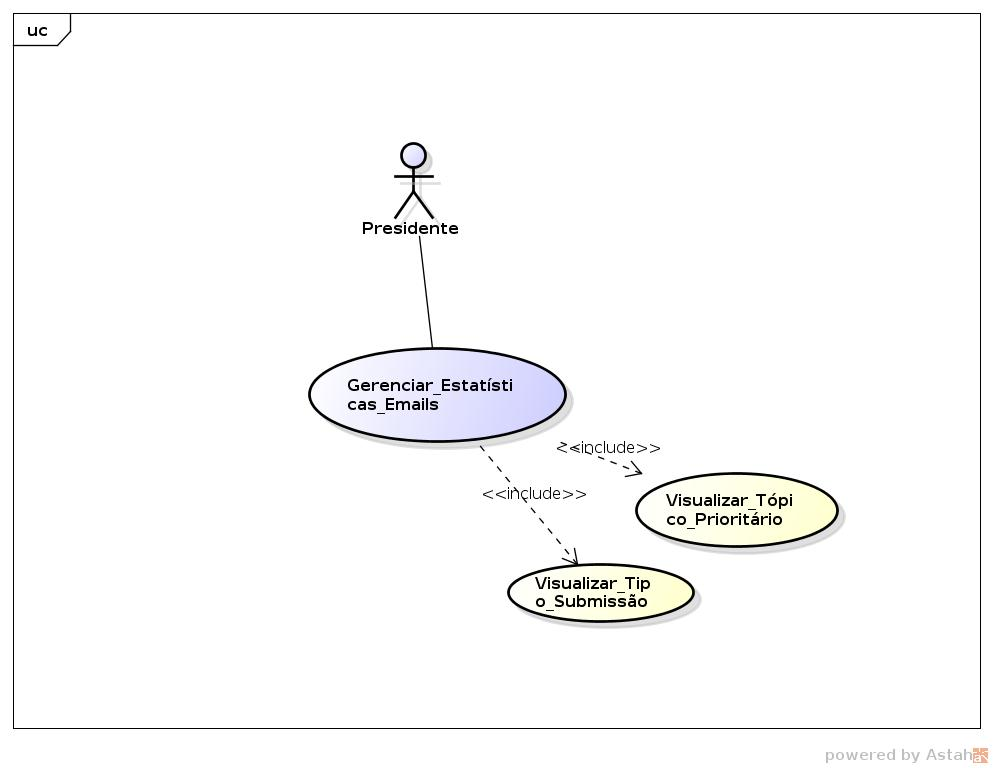 uc
Presidente
Gerenciar_Estatísti
cas_Emails
<<include>>
<<include>>
Visualizar_Tópi
co_Prioritário
Visualizar_Tip
o_Submissão
powered by Astah